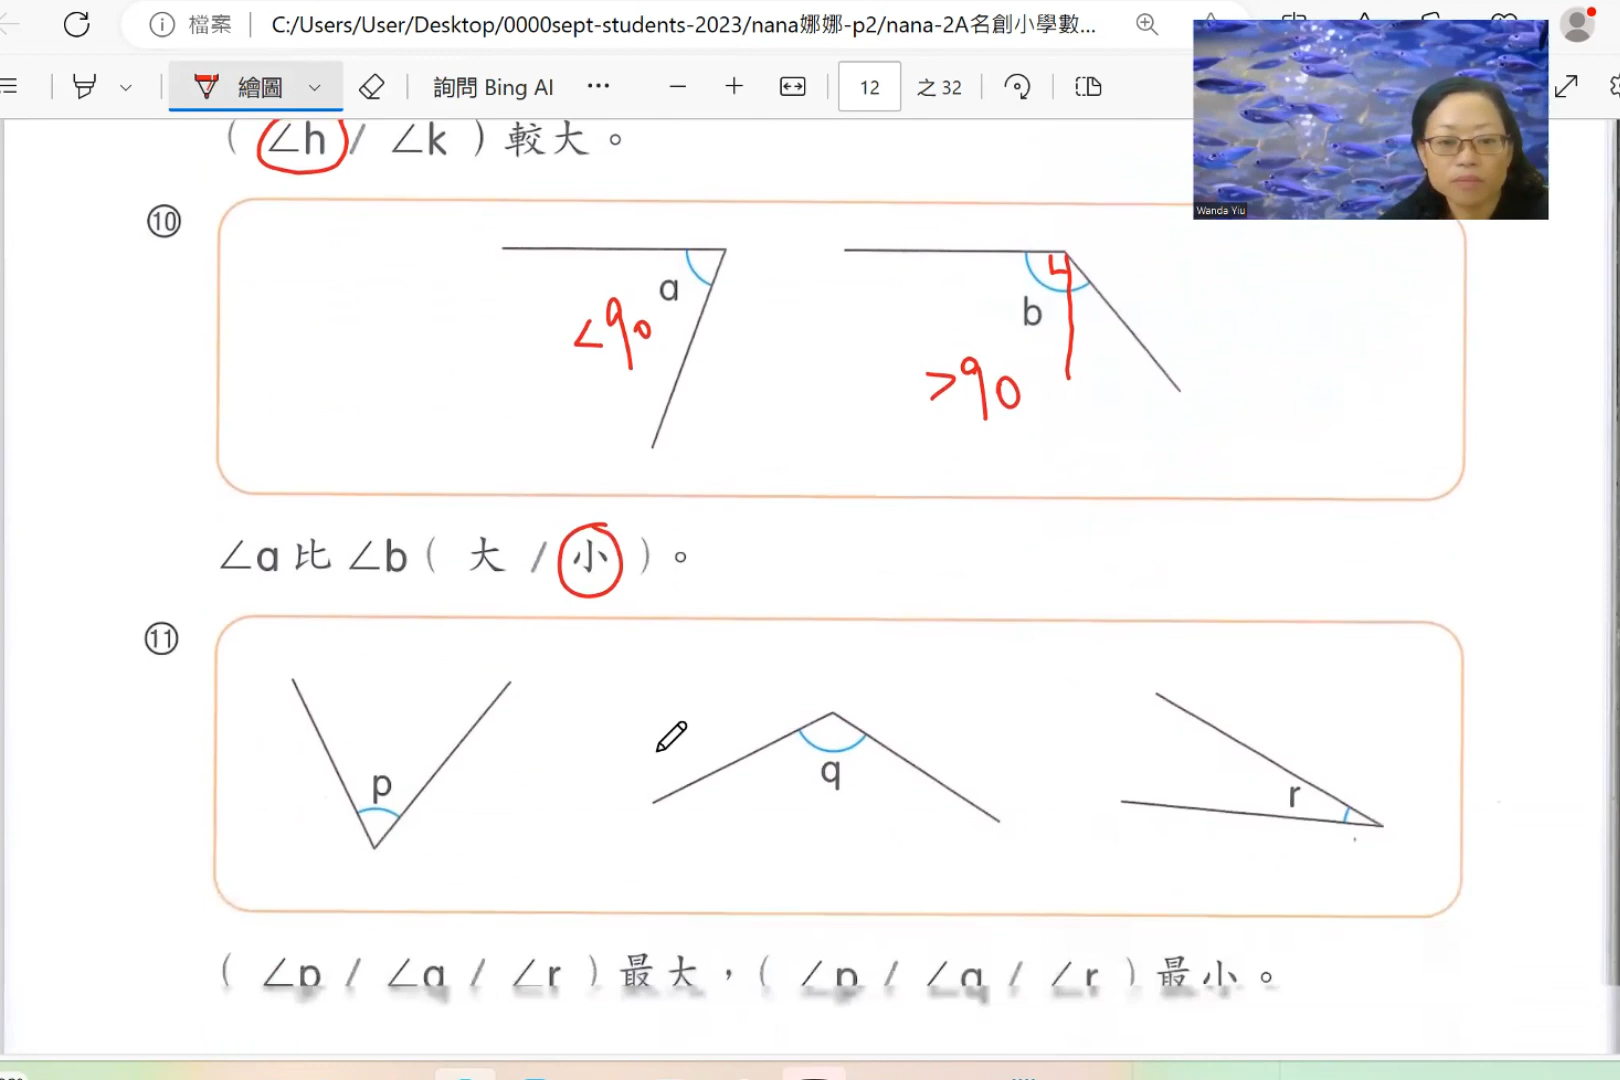 檔案 C:/Users/User/Desktop/0000sept-students-2023/nana娜娜-p2/nana-2A名創小學數...
繪圖 詢問 Bing AI ... 12 之 32
Wanda Yiu
( ∠h / ∠k ) 較大。
⑩
a
<90
b
>90
∠a 比 ∠b ( 大 / 小 )。
⑪
p
q
r
( ∠p / ∠q / ∠r ) 最大，( ∠p / ∠q / ∠r ) 最小。